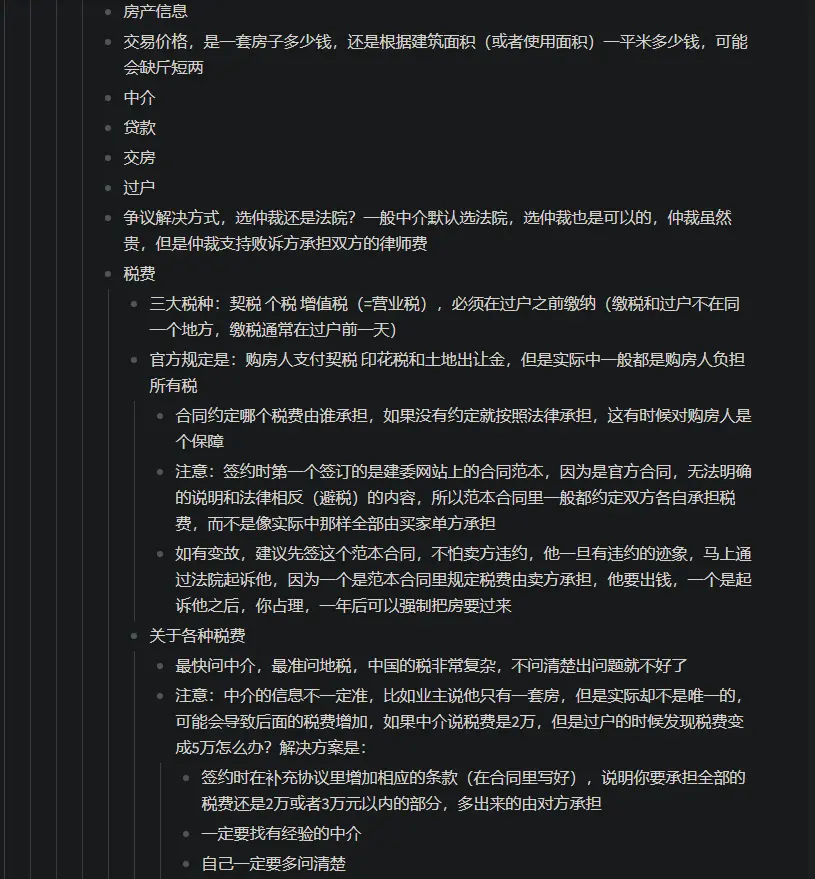 房产信息
交易价格，是一套房子多少钱，还是根据建筑面积（或者使用面积）一平米多少钱，可能
会缺斤短两
中介
贷款
交房
过户
争议解决方式，选仲裁还是法院？一般中介默认选法院，选仲裁也是可以的，仲裁虽然
贵，但是仲裁支持败诉方承担双方的律师费
税费
三大税种：契税 个税 增值税（=营业税），必须在过户之前缴纳（缴税和过户不在同
一个地方，缴税通常在过户前一天）
官方规定是：购房人支付契税 印花税和土地出让金，但是实际中一般都是购房人负担
所有税
合同约定哪个税费由谁承担，如果没有约定就按照法律承担，这有时候对购房人是
个保障
注意：签约时第一个签订的是建委网站上的合同范本，因为是官方合同，无法明确
的说明和法律相反（避税）的内容，所以范本合同里一般都约定双方各自承担税
费，而不是像实际中那样全部由买家单方承担
如有变故，建议先签这个范本合同，不怕卖方违约，他一旦有违约的迹象，马上通
过法院起诉他，因为一个是范本合同里规定税费由卖方承担，他要出钱，一个是起
诉他之后，你占理，一年后可以强制把房要过来
关于各种税费
最快问中介，最准问地税，中国的税非常复杂，不问清楚出问题就不好了
注意：中介的信息不一定准，比如业主说他只有一套房，但是实际却不是唯一的，
可能会导致后面的税费增加，如果中介说税费是2万，但是过户的时候发现税费变
成5万怎么办？解决方案是：
签约时在补充协议里增加相应的条款（在合同里写好），说明你要承担全部的
税费还是2万或者3万元以内的部分，多出来的由对方承担
一定要找有经验的中介
自己一定要多问清楚